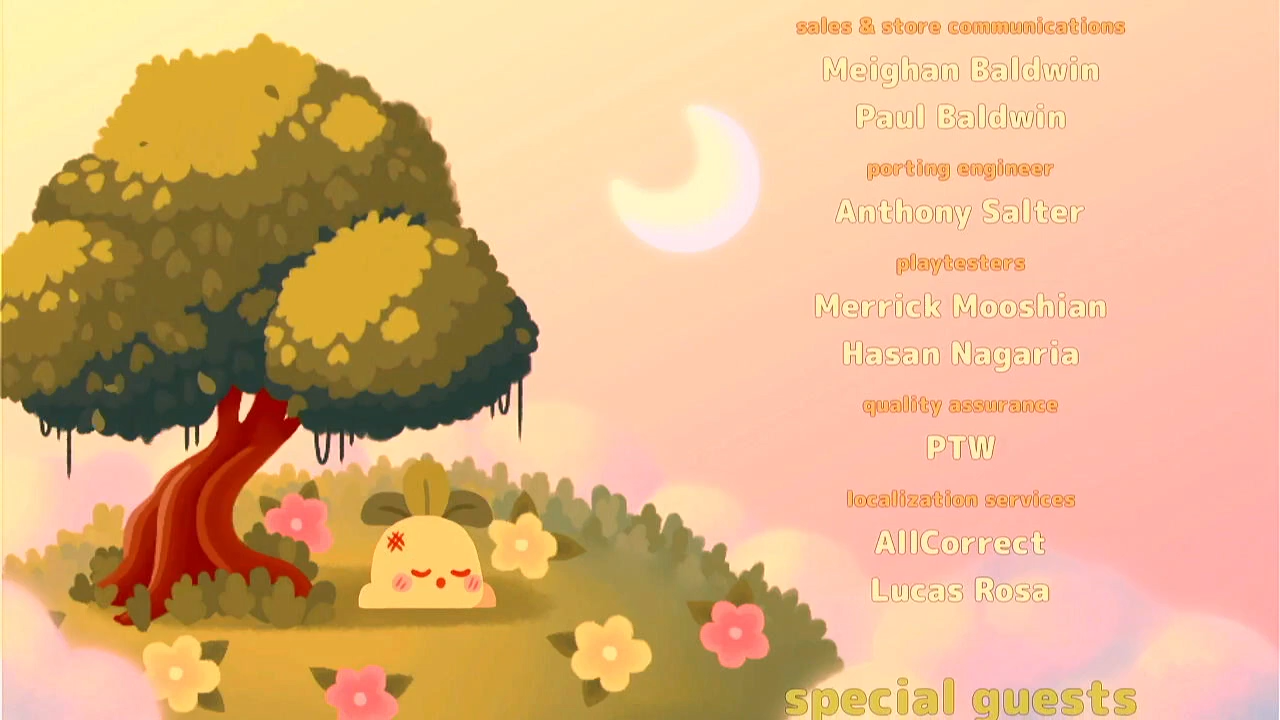 sales & store communications
Meighan Baldwin
Paul Baldwin
porting engineer
Anthony Salter
playtesters
Merrick Mooshian
Hasan Nagaria
quality assurance
PTW
localization services
AllCorrect
Lucas Rosa
special guests